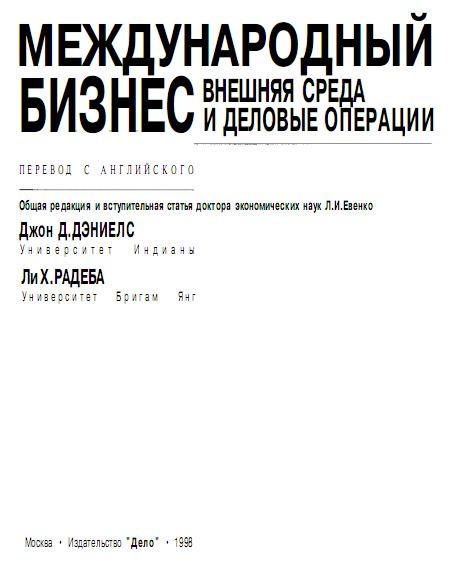 МЕЖДУНАРОДНЫЙ
БИЗНЕС ВНЕШНЯЯ СРЕДА
И ДЕЛОВЫЕ ОПЕРАЦИИ
ПЕРЕВОД С АНГЛИЙСКОГО
Общая редакция и вступительная статья доктора экономических наук Л.И.Евенко
Джон Д.ДЭНИЕЛС
Университет Индианы
Ли Х.РАДЕБА
Университет Бригам Янг
Москва • Издательство "Дело" • 1998